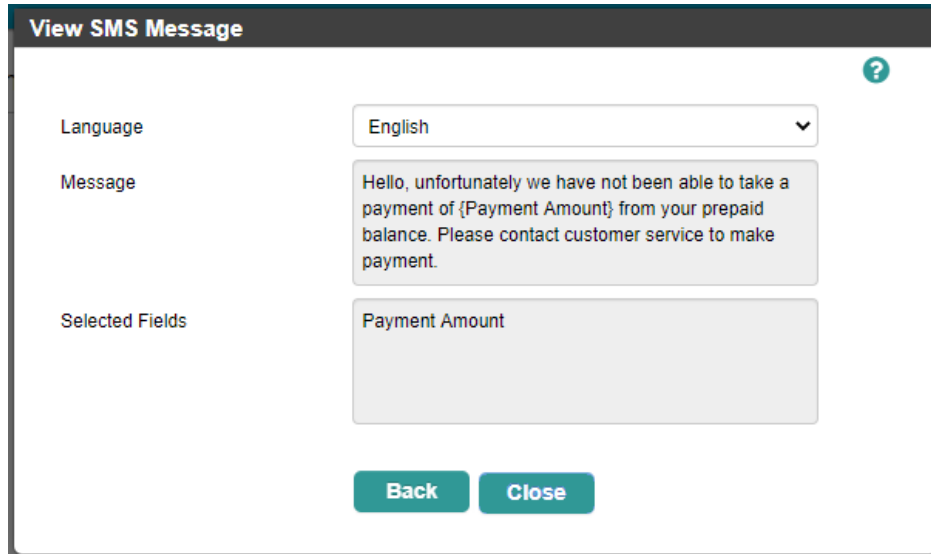 View SMS Message
?
Language
English
Message
Hello, unfortunately we have not been able to take a
payment of {Payment Amount} from your prepaid
balance. Please contact customer service to make
payment.
Selected Fields
Payment Amount
Back
Close